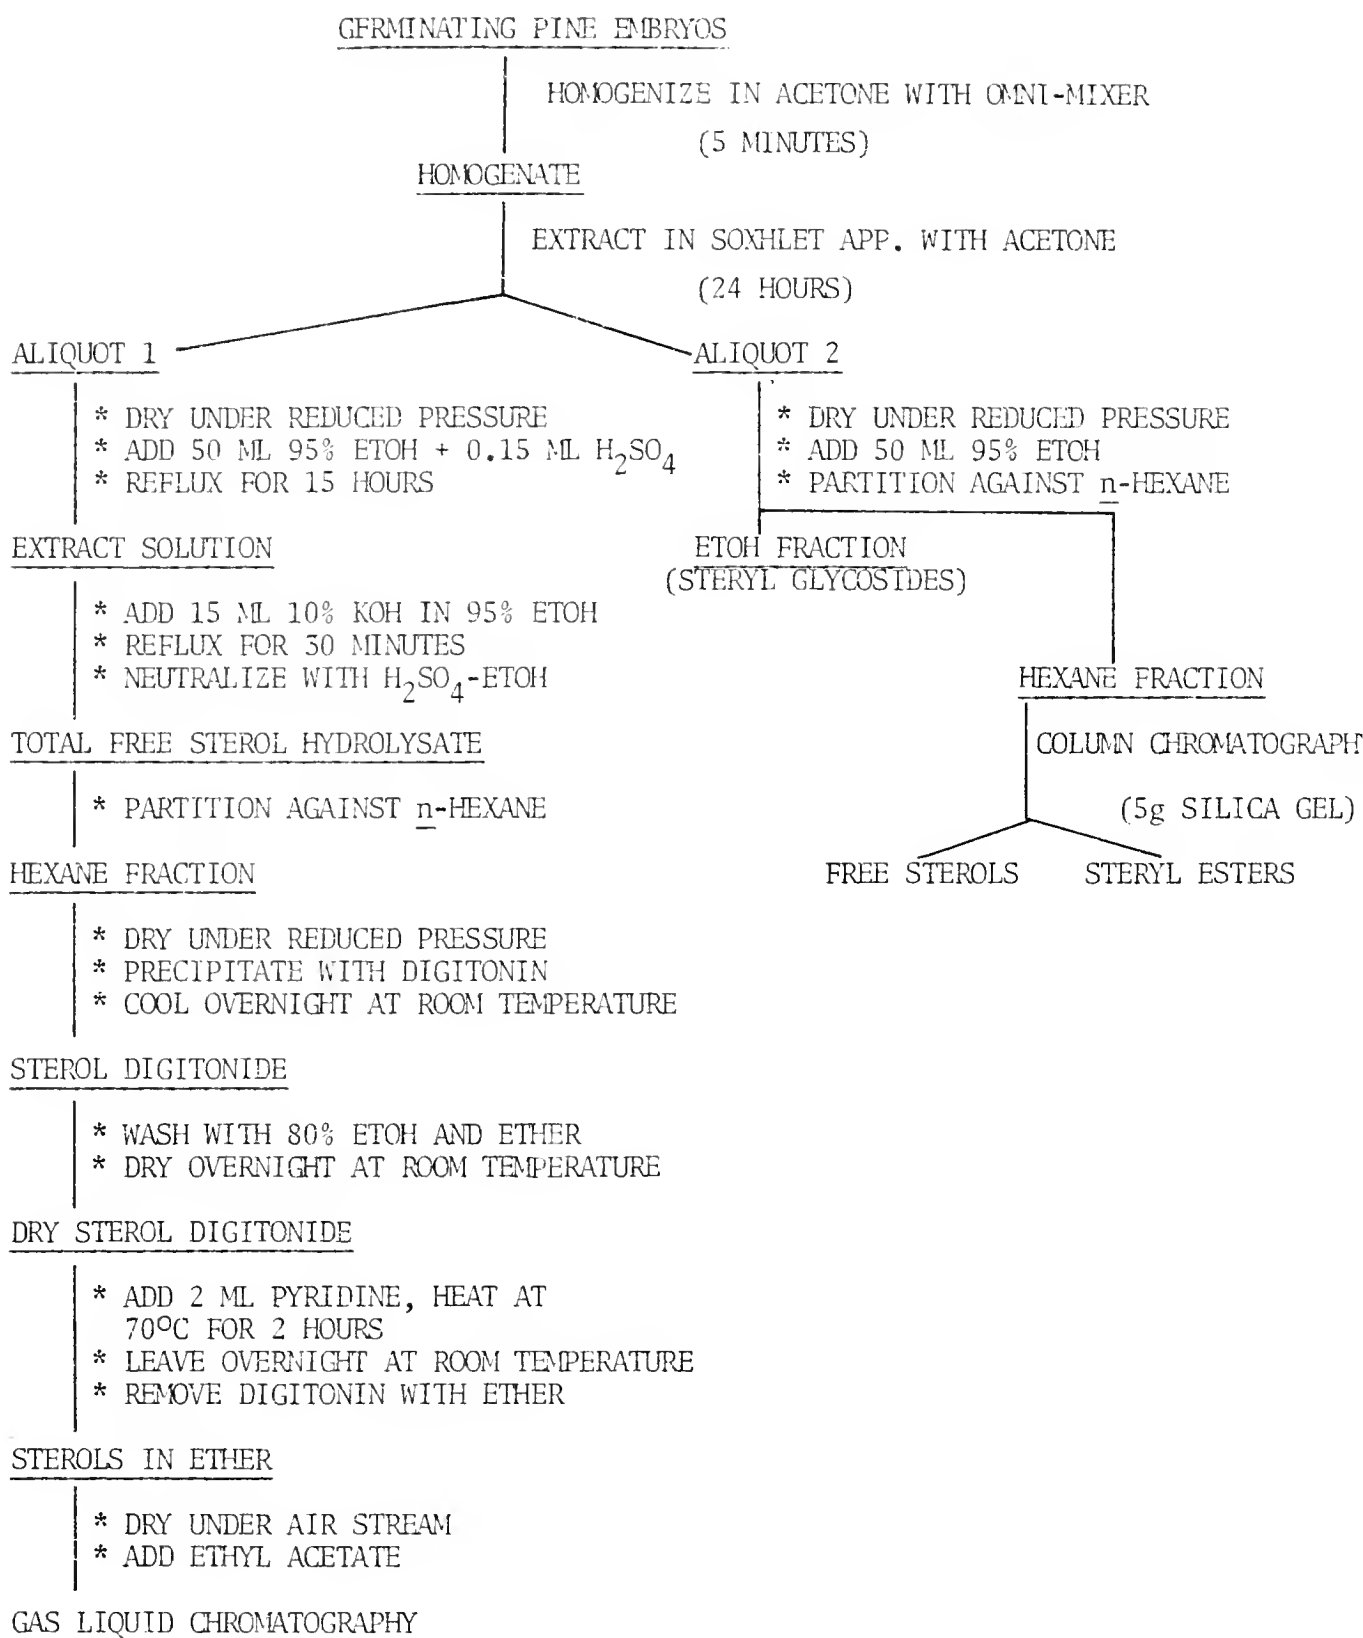 GERMINATING PINE EMBRYOS
HOMOGENIZE IN ACETONE WITH OMNI-MIXER
(5 MINUTES)
HOMOGENATE
EXTRACT IN SOXHLET APP. WITH ACETONE
(24 HOURS)
ALIQUOT 1
* DRY UNDER REDUCED PRESSURE
* ADD 50 ML 95% ETOH + 0.15 ML H₂SO₄
* REFLUX FOR 15 HOURS
EXTRACT SOLUTION
* ADD 15 ML 10% KOH IN 95% ETOH
* REFLUX FOR 30 MINUTES
* NEUTRALIZE WITH H₂SO₄-ETOH
TOTAL FREE STEROL HYDROLYSATE
* PARTITION AGAINST n-HEXANE
HEXANE FRACTION
* DRY UNDER REDUCED PRESSURE
* PRECIPITATE WITH DIGITONIN
* COOL OVERNIGHT AT ROOM TEMPERATURE
STEROL DIGITONIDE
* WASH WITH 80% ETOH AND ETHER
* DRY OVERNIGHT AT ROOM TEMPERATURE
DRY STEROL DIGITONIDE
* ADD 2 ML PYRIDINE, HEAT AT
70°C FOR 2 HOURS
* LEAVE OVERNIGHT AT ROOM TEMPERATURE
* REMOVE DIGITONIN WITH ETHER
STEROLS IN ETHER
* DRY UNDER AIR STREAM
* ADD ETHYL ACETATE
GAS LIQUID CHROMATOGRAPHY
ALIQUOT 2
* DRY UNDER REDUCED PRESSURE
* ADD 50 ML 95% ETOH
* PARTITION AGAINST n-HEXANE
ETOH FRACTION
(STERYL GLYCOSIDES)
HEXANE FRACTION
COLUMN CHROMATOGRAPH
(5g SILICA GEL)
FREE STEROLS STERYL ESTERS